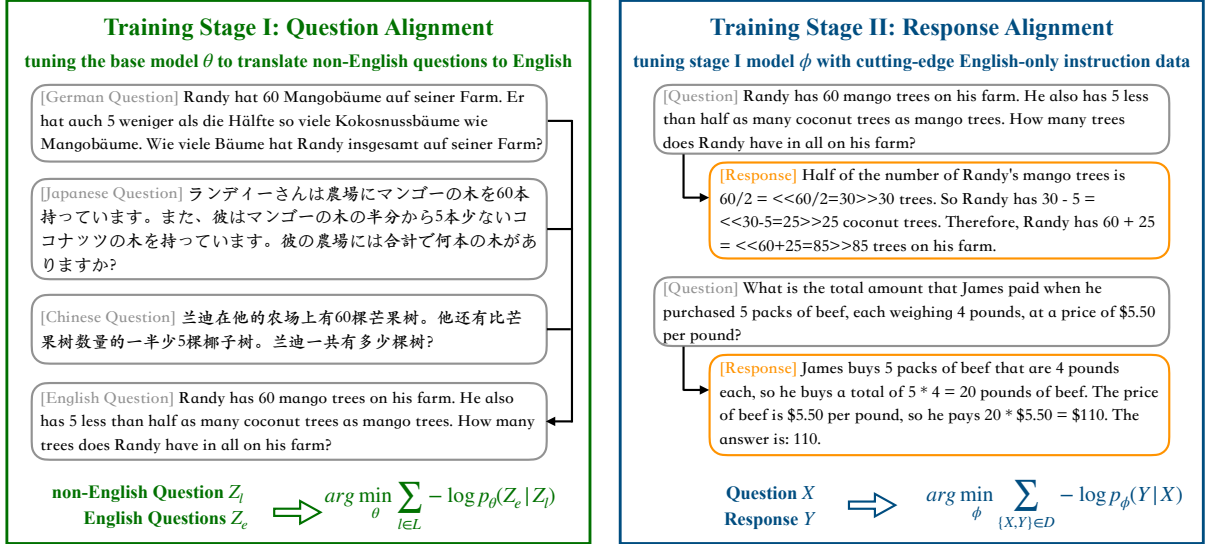 Training Stage I: Question Alignment
tuning the base model θ to translate non-English questions to English
[German Question] Randy hat 60 Mangobäume auf seiner Farm. Er
hat auch 5 weniger als die Hälfte so viele Kokosnussbäume wie
Mangobäume. Wie viele Bäume hat Randy insgesamt auf seiner Farm?
[Japanese Question] ランディーさんは農場にマンゴーの木を60本
持っています。また、彼はマンゴーの木の半分から5本少ないココ
ナッツの木を持っています。彼の農場には合計で何本の木があ
りますか?
[Chinese Question] 兰迪在他的农场上有60棵芒果树。他还有比芒
果树数量的一半少5棵椰子树。兰迪一共有多少棵树?
[English Question] Randy has 60 mango trees on his farm. He also
has 5 less than half as many coconut trees as mango trees. How many
trees does Randy have in all on his farm?
non-English Question Z_l
English Questions Z_e
arg min_θ ∑_{l∈L} − log p_θ(Z_e | Z_l)
Training Stage II: Response Alignment
tuning stage I model ϕ with cutting-edge English-only instruction data
[Question] Randy has 60 mango trees on his farm. He also has 5 less
than half as many coconut trees as mango trees. How many trees
does Randy have in all on his farm?
[Response] Half of the number of Randy's mango trees is
60/2 = <<60/2=30>>30 trees. So Randy has 30 - 5 =
<<30-5=25>>25 coconut trees. Therefore, Randy has 60 + 25
= <<60+25=85>>85 trees on his farm.
[Question] What is the total amount that James paid when he
purchased 5 packs of beef, each weighing 4 pounds, at a price of $5.50
per pound?
[Response] James buys 5 packs of beef that are 4 pounds
each, so he buys a total of 5 * 4 = 20 pounds of beef. The price
of beef is $5.50 per pound, so he pays 20 * $5.50 = $110. The
answer is: 110.
Question X
Response Y
arg min_ϕ ∑_{{X,Y}∈D} − log p_ϕ(Y | X)